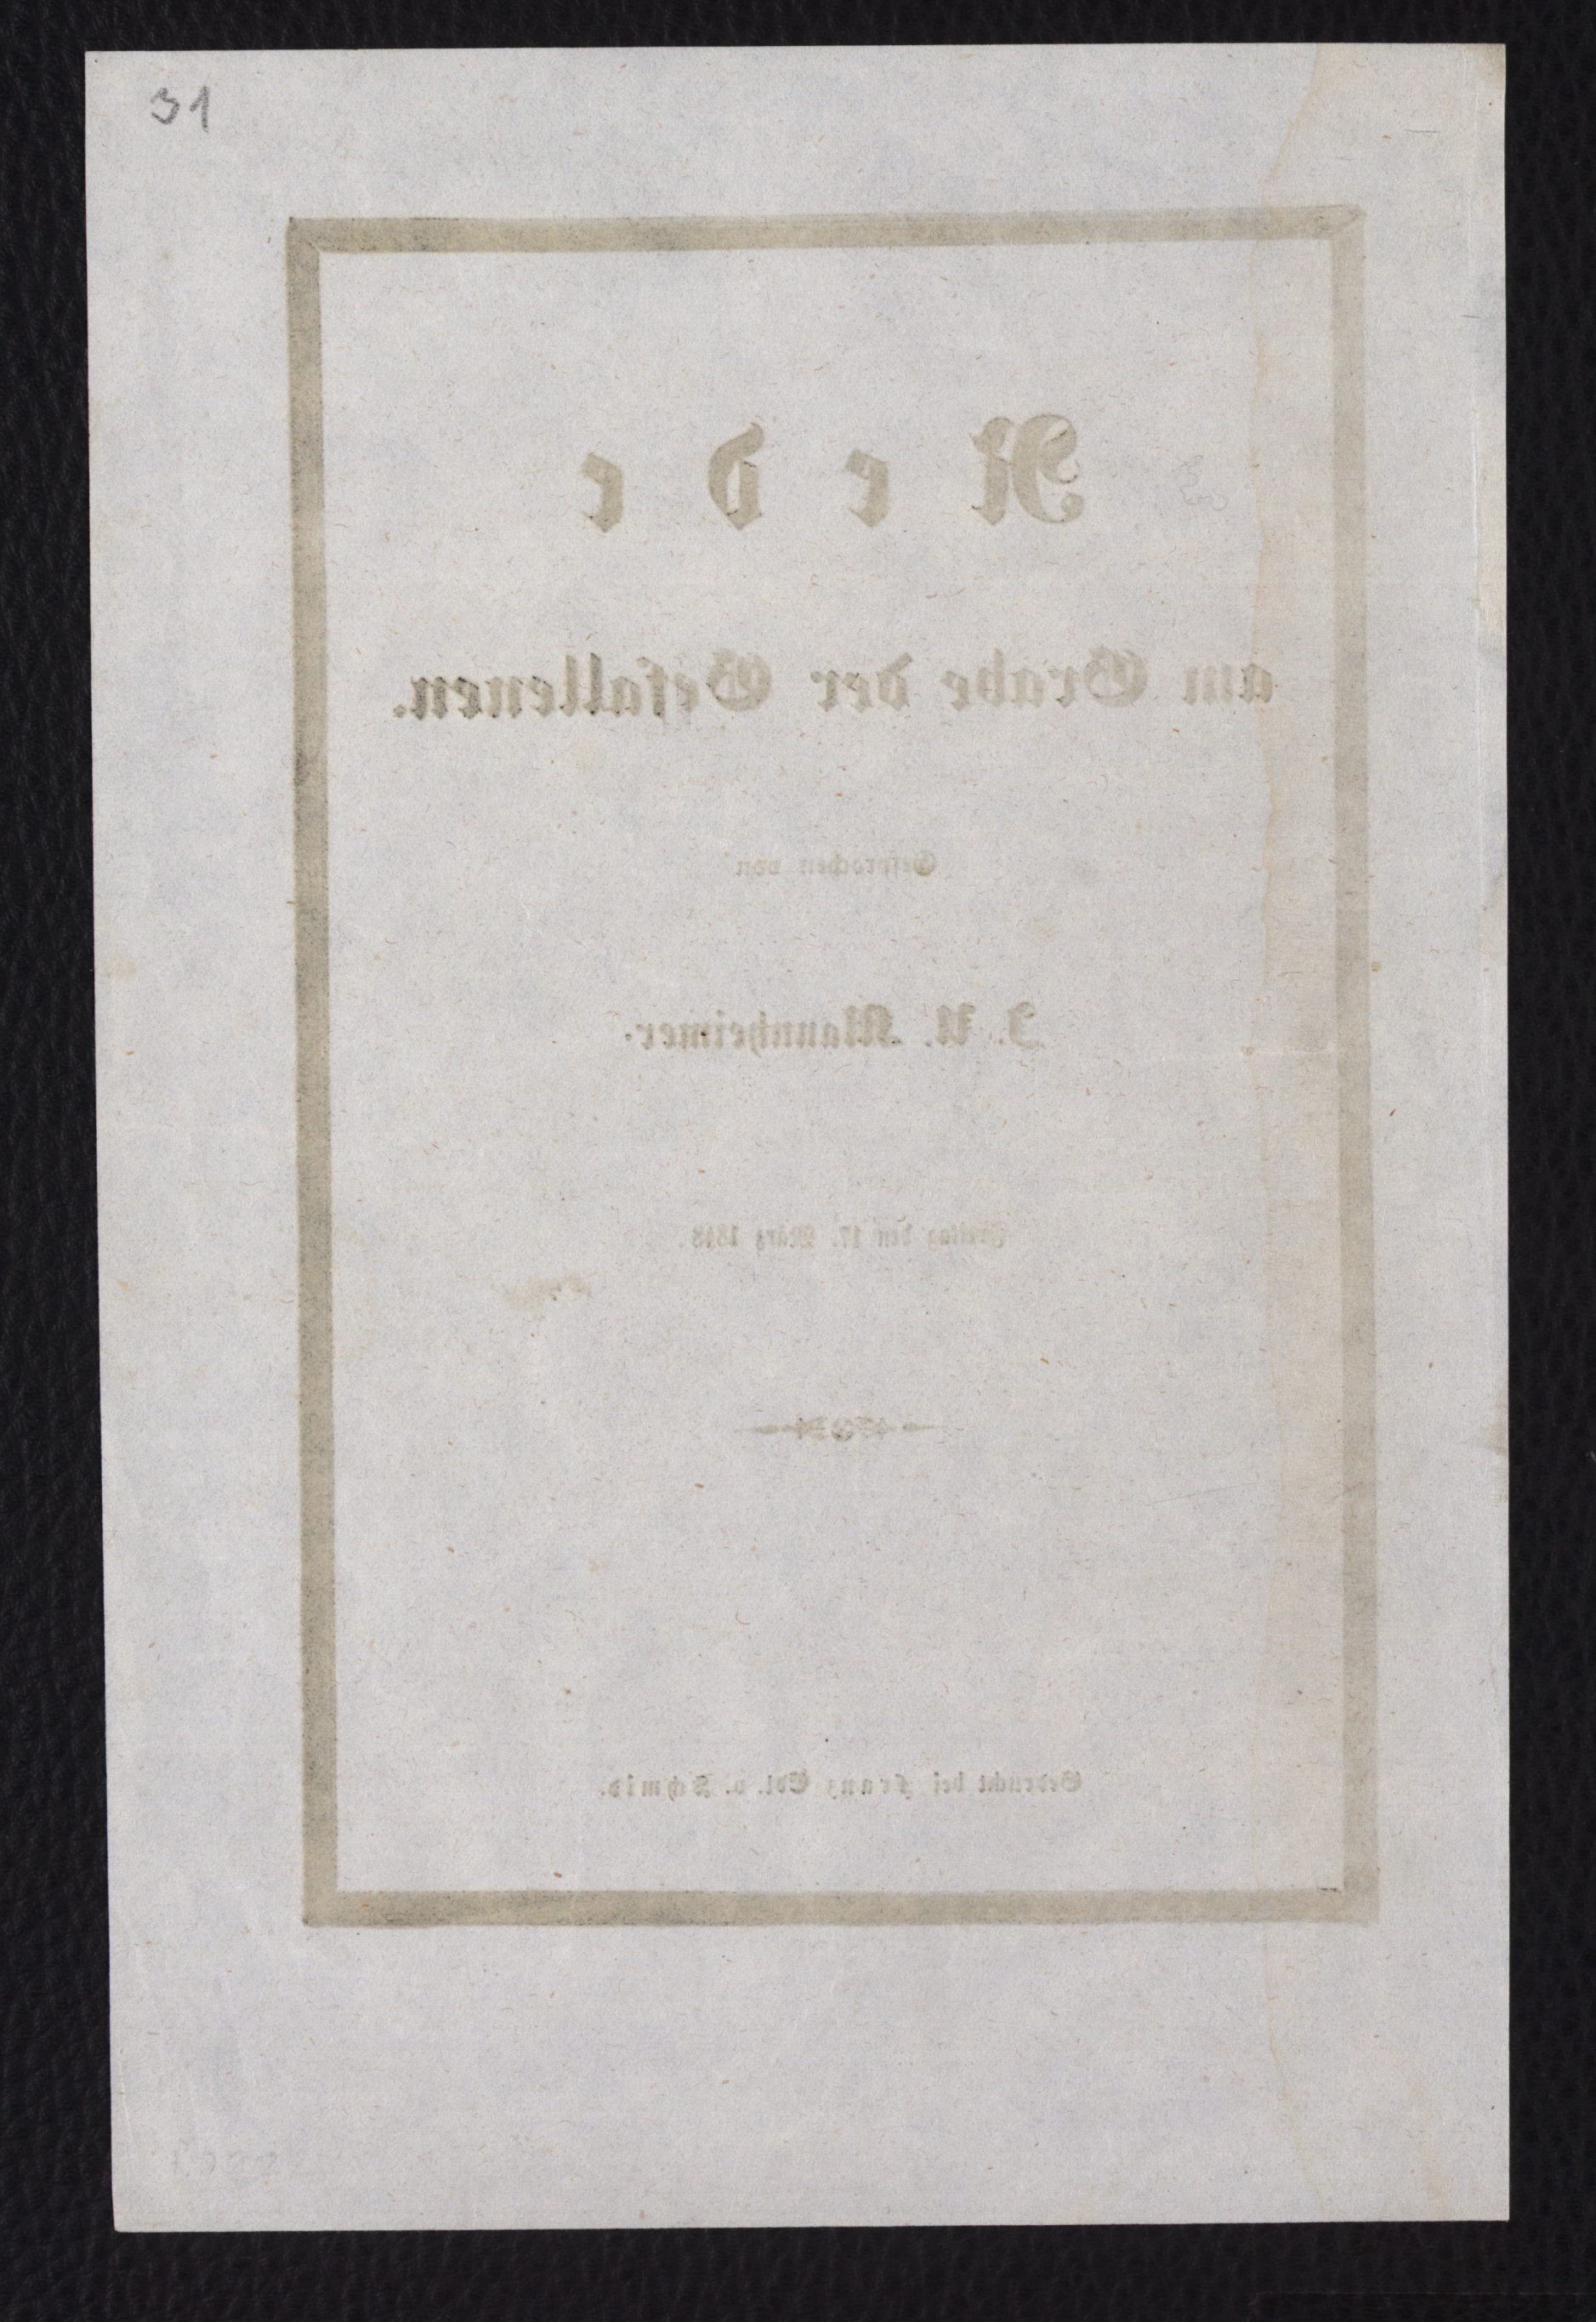 31
Rede
am Grabe der Gefallenen.
Gesprochen von
J. N. Mannheimer.
Freitag den 17. März 1848.
Gedruckt bei Franz Edl. v. Schmid.